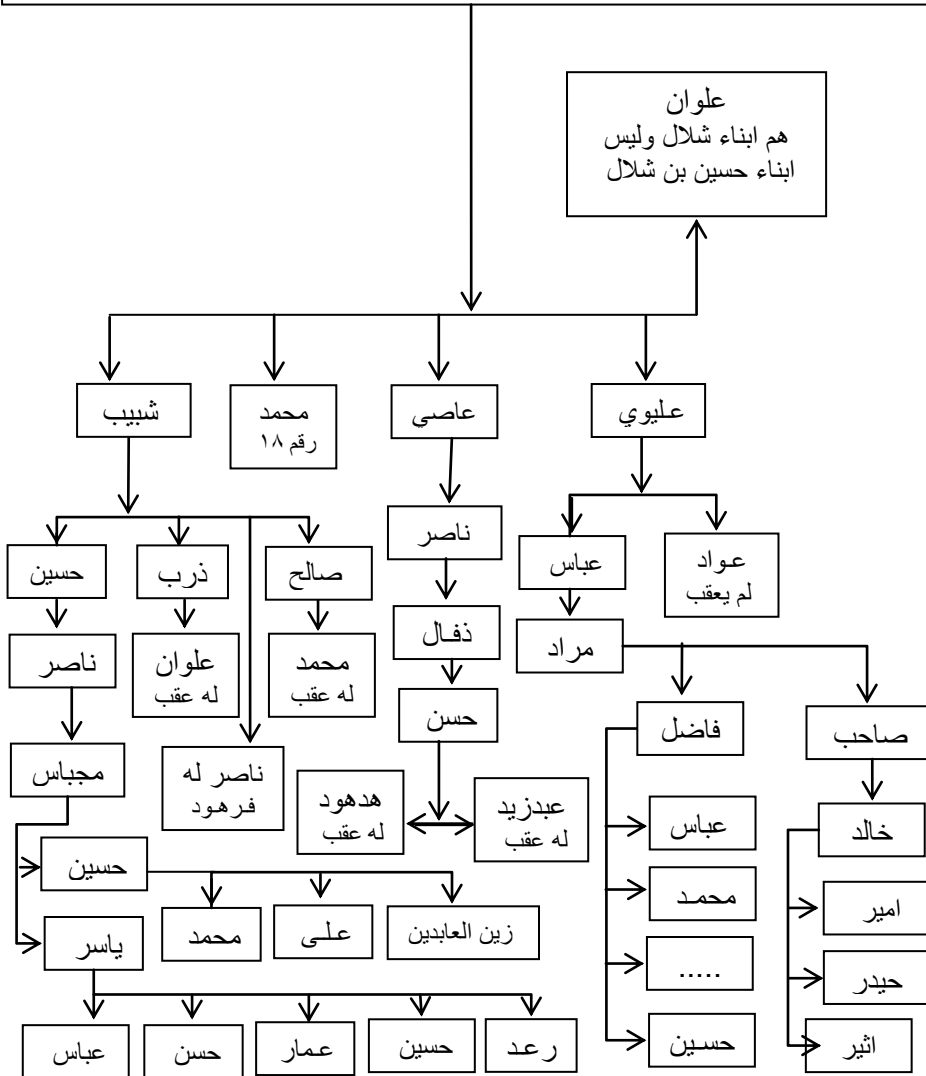 علوان
هم ابناء شلال وليس
ابناء حسين بن شلال
عليوي
عاصي
محمد
رقم ١٨
شبيب
عواد
لم يعقب
عباس
ناصر
صالح
ذرب
حسين
مراد
ذفال
محمد
له عقب
علوان
له عقب
ناصر
صاحب
فاضل
حسن
ناصر له
فرهود
مجباس
عبدزيد
له عقب
هدهود
له عقب
خالد
عباس
حسين
امير
محمد
زين العابدين
على
محمد
ياسر
حيدر
.....
اثير
حسين
رعد
حسين
عمار
حسن
عباس